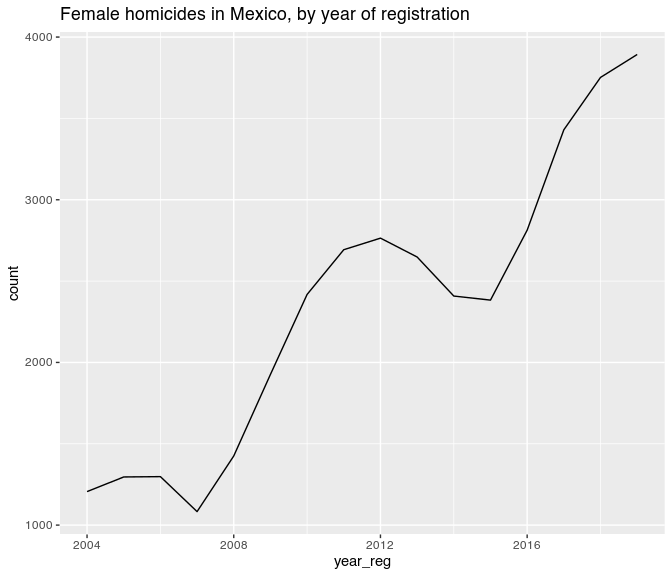 Female homicides in Mexico, by year of registration
4000
3000
2000
1000
count
2004 2008 2012 2016
year_reg